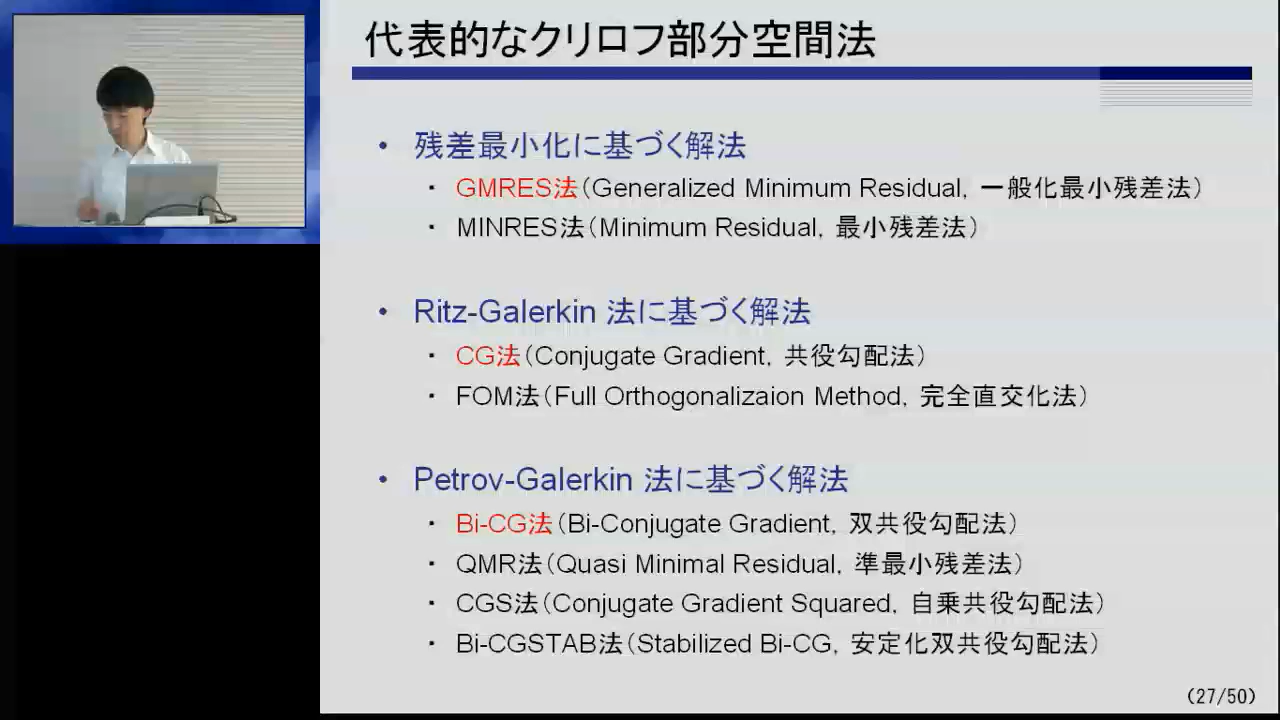 代表的なクリロフ部分空間法
• 残差最小化に基づく解法
・ GMRES法(Generalized Minimum Residual, 一般化最小残差法)
・ MINRES法(Minimum Residual, 最小残差法)
• Ritz-Galerkin 法に基づく解法
・ CG法(Conjugate Gradient, 共役勾配法)
・ FOM法(Full Orthogonalizaion Method, 完全直交化法)
• Petrov-Galerkin 法に基づく解法
・ Bi-CG法(Bi-Conjugate Gradient, 双共役勾配法)
・ QMR法(Quasi Minimal Residual, 準最小残差法)
・ CGS法(Conjugate Gradient Squared, 自乗共役勾配法)
・ Bi-CGSTAB法(Stabilized Bi-CG, 安定化双共役勾配法)
(27/50)